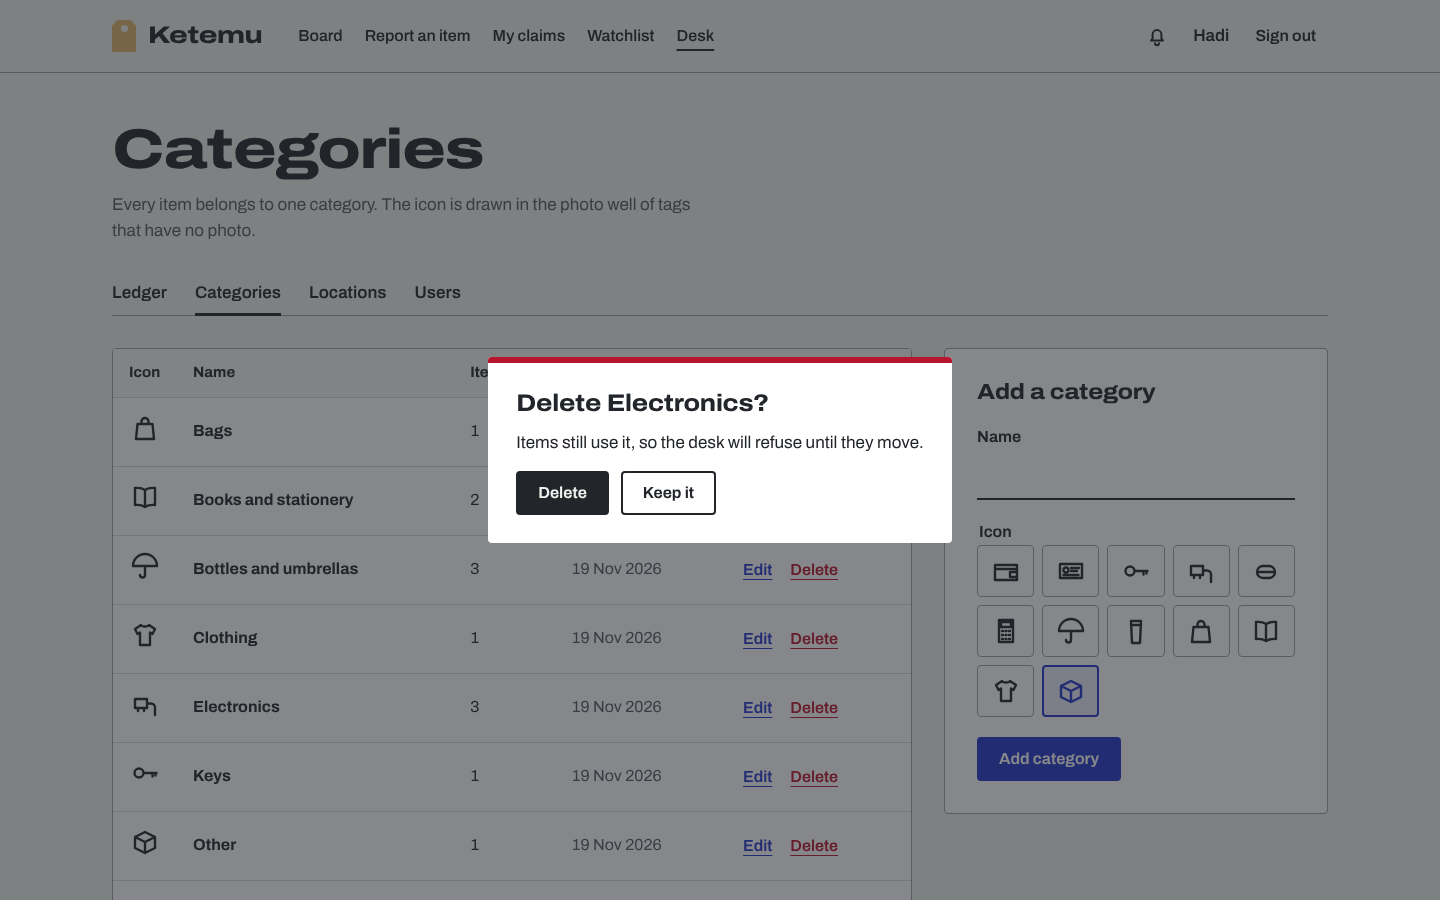 Ketemu Board Report an item My claims Watchlist Desk Hadi Sign out
Categories
Every item belongs to one category. The icon is drawn in the photo well of tags
that have no photo.
Ledger Categories Locations Users
Icon Name
Bags 1
Books and stationery 2
Bottles and umbrellas 3 19 Nov 2026 Edit Delete
Clothing 1 19 Nov 2026 Edit Delete
Electronics 3 19 Nov 2026 Edit Delete
Keys 1 19 Nov 2026 Edit Delete
Other 1 19 Nov 2026 Edit Delete
Delete Electronics?
Items still use it, so the desk will refuse until they move.
Delete Keep it
Add a category
Name
Icon
Add category